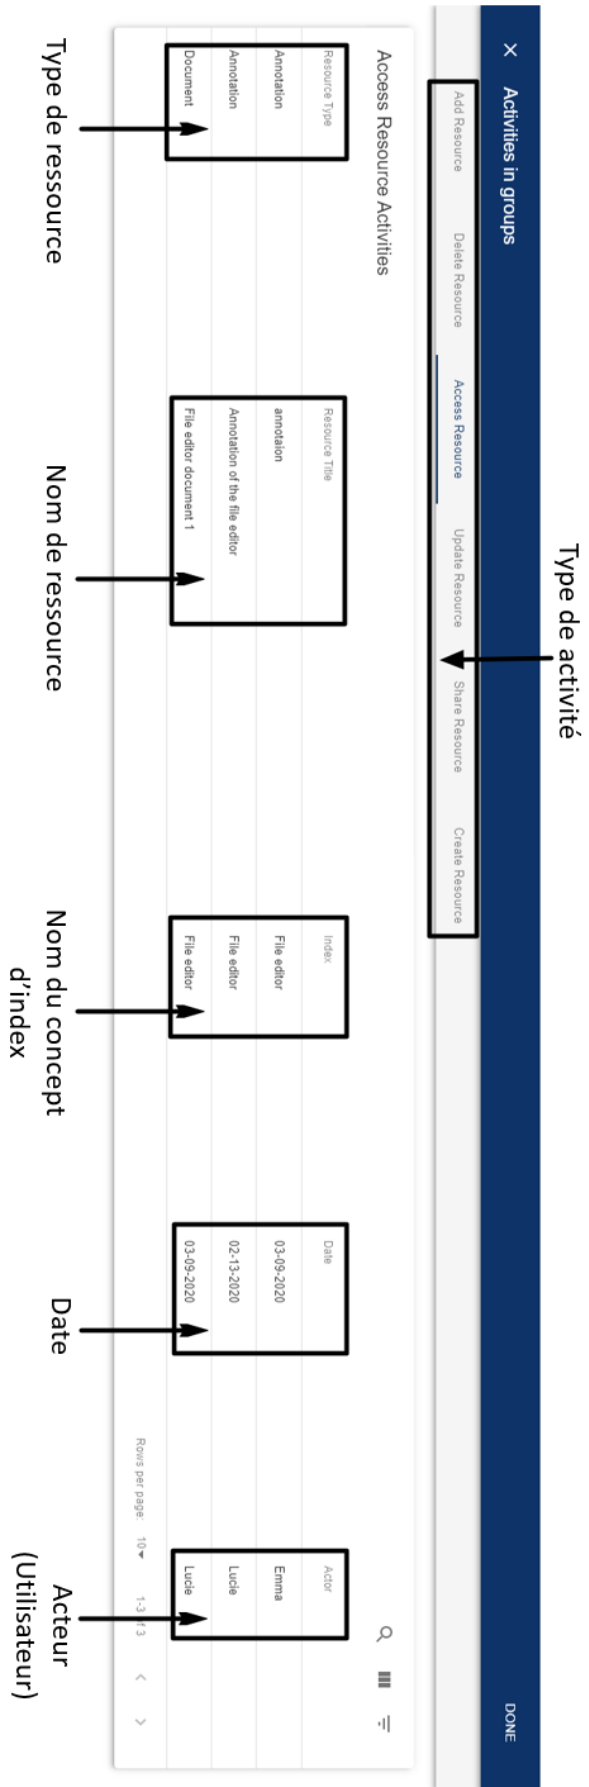 Type de activité
Activities in groups DONE
Add Resource Delete Resource Access Resource Update Resource Share Resource Create Resource
Access Resource Activities
Resource Type Resource Title Index Date Actor
Annotation annotaion File editor 03-09-2020 Emma
Annotation Annotation of the file editor File editor 02-13-2020 Lucie
Document File editor document 1 File editor 03-09-2020 Lucie
Rows per page: 10 1-3 of 3
Type de ressource
Nom de ressource
Nom du concept
d'index
Date
Acteur
(Utilisateur)